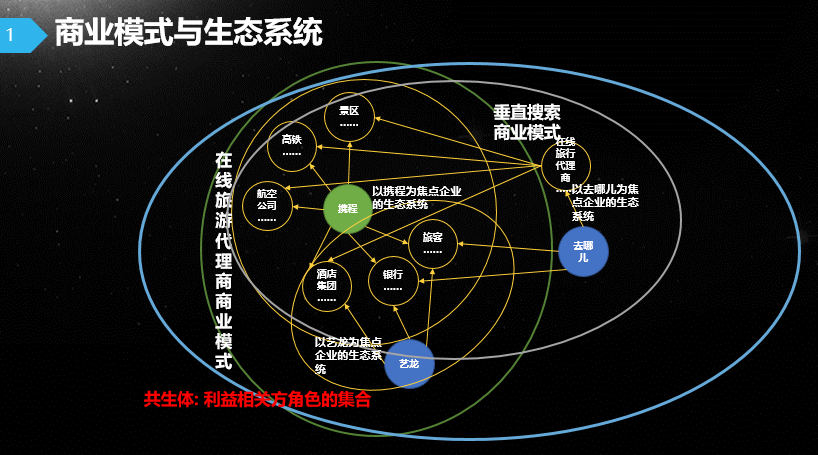 1
商业模式与生态系统
景区
......
高铁
......
航空
公司
......
携程
以携程为焦点企业
的生态系统
旅客
......
银行
......
酒店
集团
......
以艺龙为焦点
企业的生态系
统
艺龙
垂直搜索
商业模式
在线
旅行
代理
商
......
以去哪儿为焦
点企业的生态
系统
去哪
儿
在线旅游代理商商业模式
共生体: 利益相关方角色的集合